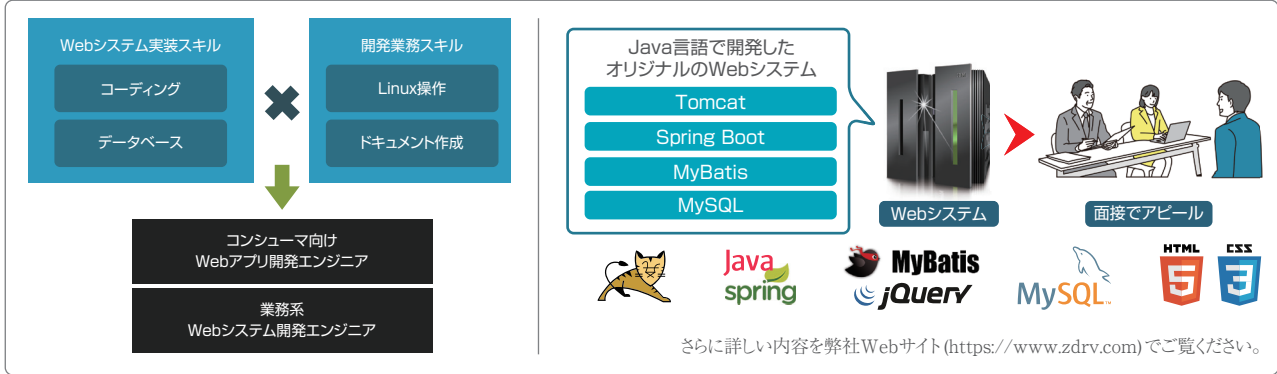 Webシステム実装スキル
コーディング
データベース
開発業務スキル
Linux操作
ドキュメント作成
コンシューマ向け
Webアプリ開発エンジニア
業務系
Webシステム開発エンジニア
Java言語で開発した
オリジナルのWebシステム
Tomcat
Spring Boot
MyBatis
MySQL
Webシステム
面接でアピール
Java
spring
MyBatis
jQuery
MySQL™
HTML
5
CSS
3
さらに詳しい内容を弊社Webサイト(https://www.zdrv.com)でご覧ください。